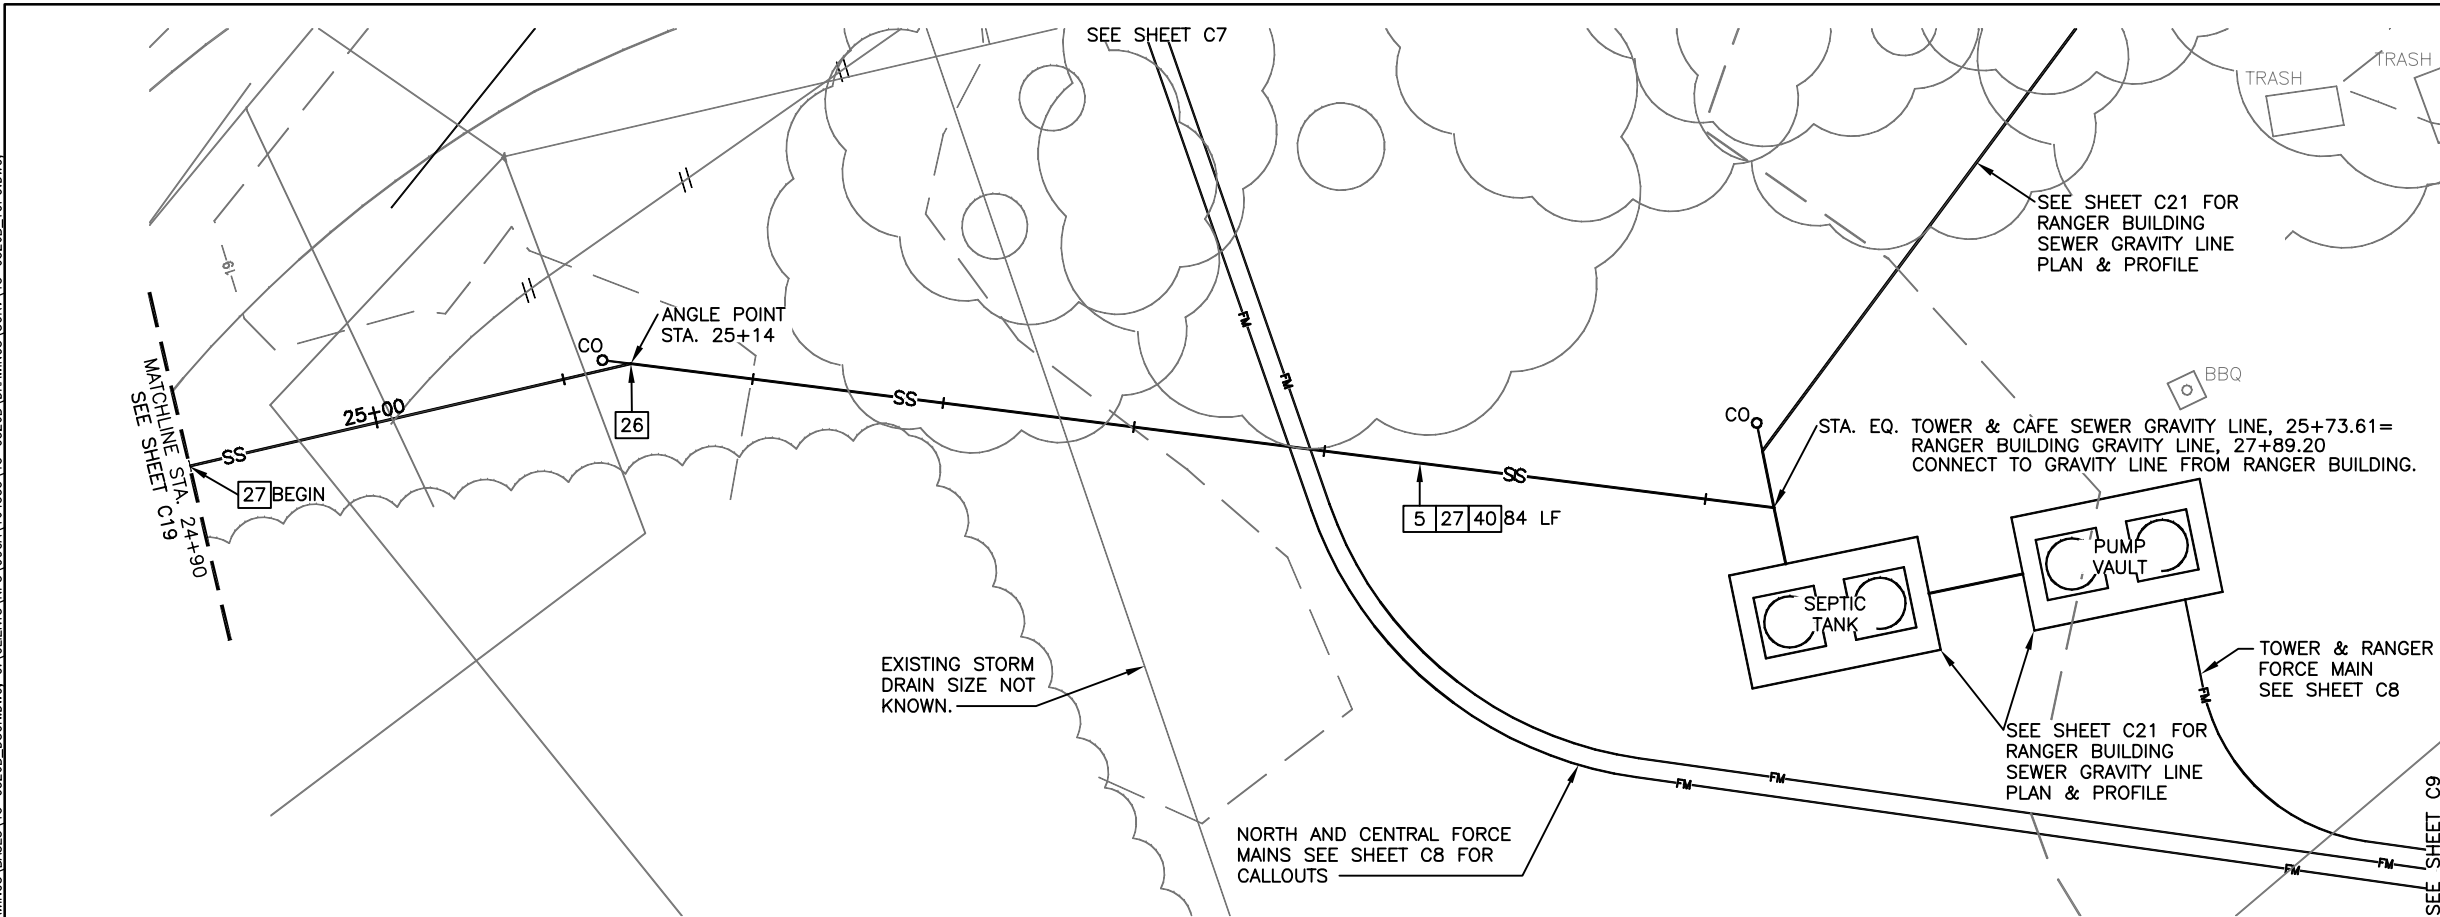 SEE SHEET C7
TRASH
TRASH
SEE SHEET C21 FOR
RANGER BUILDING
SEWER GRAVITY LINE
PLAN & PROFILE
19
ANGLE POINT
STA. 25+14
CO
MATCHLINE STA. 24+90
SEE SHEET C19
25+00
SS
27 BEGIN
26
SS
FM
FM
BBQ
CO
STA. EQ. TOWER & CAFE SEWER GRAVITY LINE, 25+73.61=
RANGER BUILDING GRAVITY LINE, 27+89.20
CONNECT TO GRAVITY LINE FROM RANGER BUILDING.
SS
5 27 40 84 LF
PUMP
VAULT
SEPTIC
TANK
EXISTING STORM
DRAIN SIZE NOT
KNOWN.
TOWER & RANGER
FORCE MAIN
SEE SHEET C8
FM
SEE SHEET C21 FOR
RANGER BUILDING
SEWER GRAVITY LINE
PLAN & PROFILE
FM
FM
NORTH AND CENTRAL FORCE
MAINS SEE SHEET C8 FOR
CALLOUTS
FM
FM
SEE SHEET C9